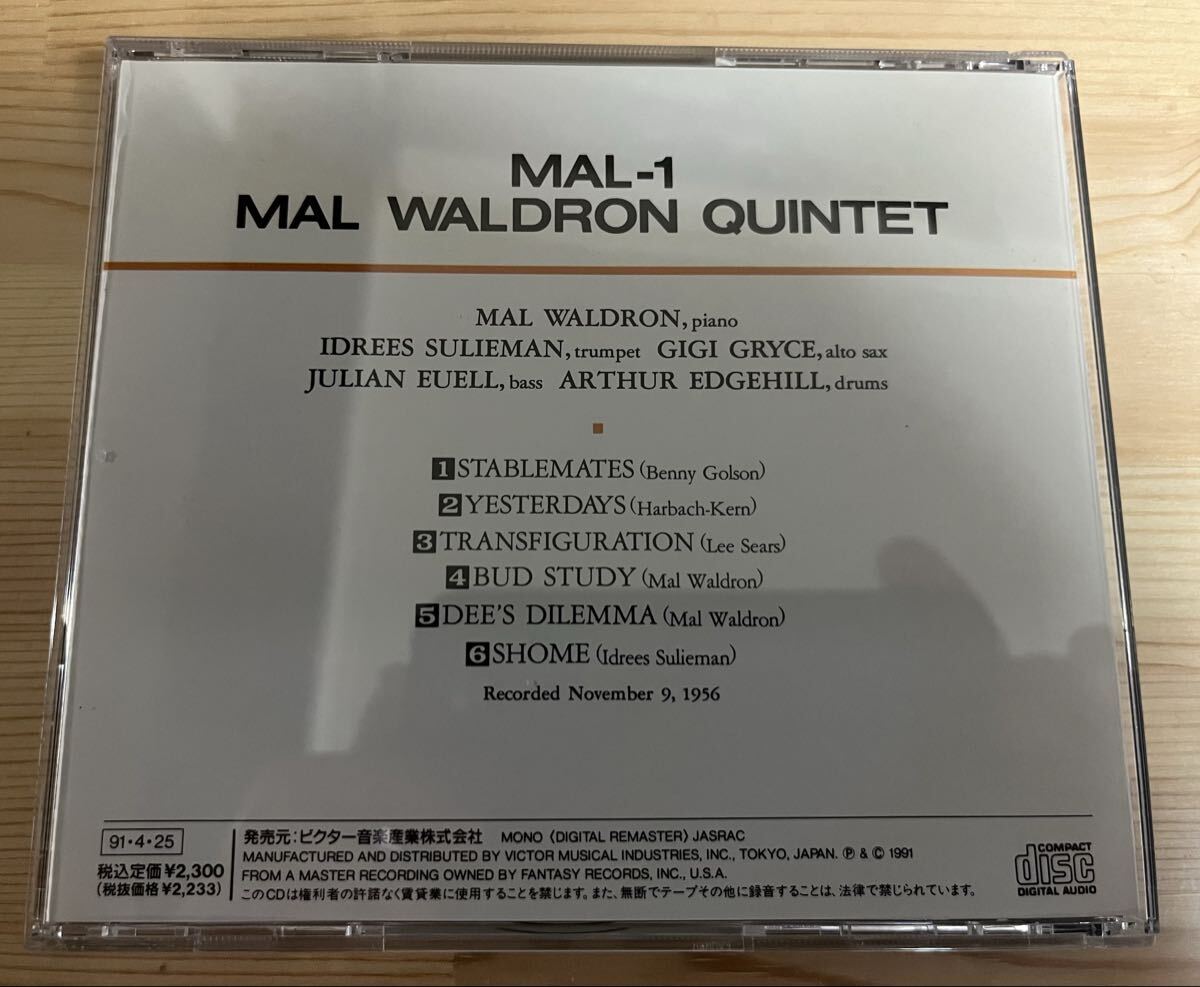 MAL-1
MAL WALDRON QUINTET
MAL WALDRON, piano
IDREES SULIEMAN, trumpet GIGI GRYCE, alto sax
JULIAN EUELL, bass ARTHUR EDGEHILL, drums
1 STABLEMATES (Benny Golson)
2 YESTERDAYS (Harbach-Kern)
3 TRANSFIGURATION (Lee Sears)
4 BUD STUDY (Mal Waldron)
5 DEE'S DILEMMA (Mal Waldron)
6 SHOME (Idrees Sulieman)
Recorded November 9, 1956
91・4・25
税込定価¥2,300
(税抜価格¥2,233)
発売元:ビクター音楽産業株式会社 MONO 〈DIGITAL REMASTER〉 JASRAC
MANUFACTURED AND DISTRIBUTED BY VICTOR MUSICAL INDUSTRIES, INC., TOKYO, JAPAN. Ⓟ & © 1991
FROM A MASTER RECORDING OWNED BY FANTASY RECORDS, INC., U.S.A.
このCDは権利者の許諾なく賃貸業に使用することを禁じます。また、無断でテープその他に録音することは、法律で禁じられています。
COMPACT
disc
DIGITAL AUDIO